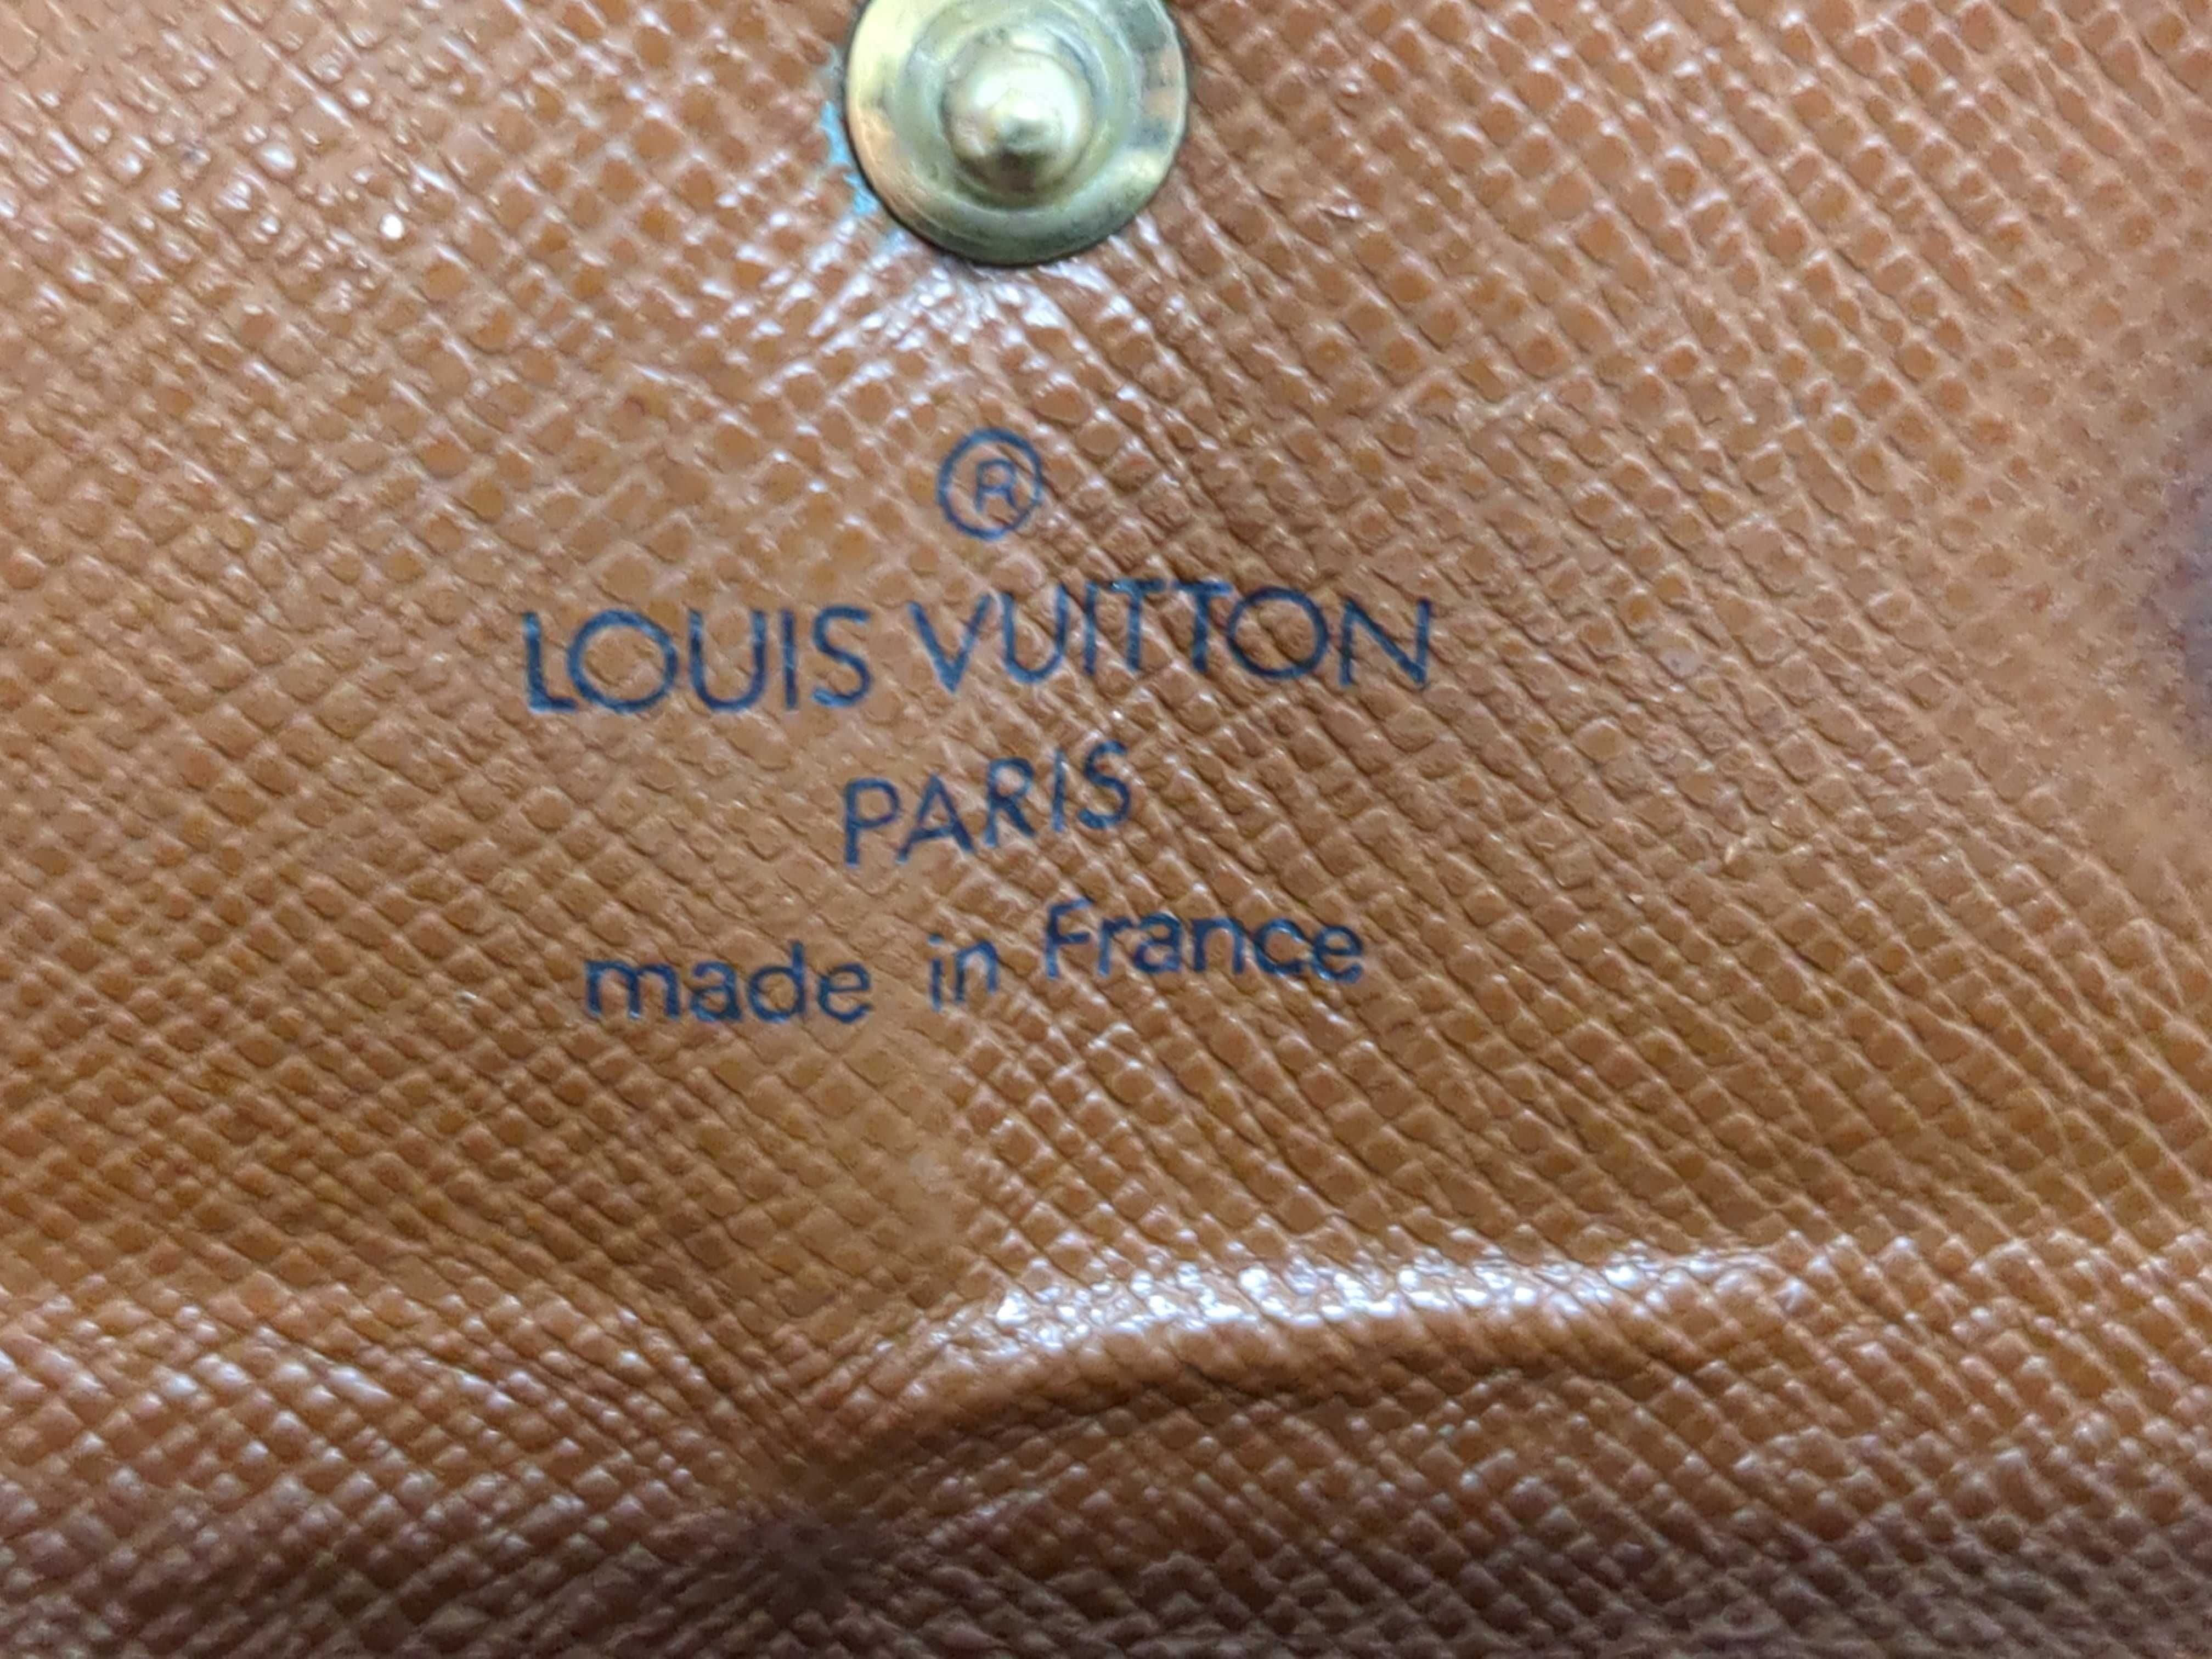 ®
LOUIS VUITTON
PARIS
made in France